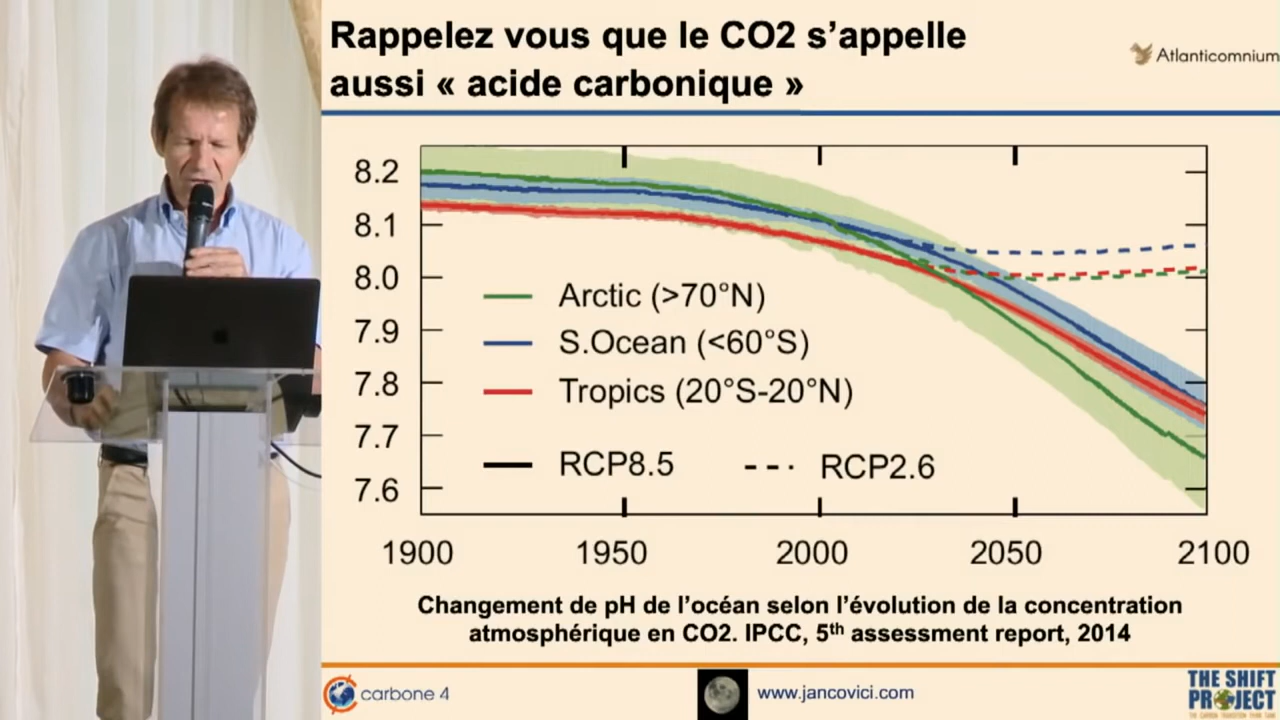 Rappelez vous que le CO2 s’appelle
aussi « acide carbonique »
Atlanticomnium
8.2
8.1
8.0
7.9
7.8
7.7
7.6
Arctic (>70°N)
S.Ocean (<60°S)
Tropics (20°S-20°N)
RCP8.5 RCP2.6
1900 1950 2000 2050 2100
Changement de pH de l’océan selon l’évolution de la concentration
atmosphérique en CO2. IPCC, 5th assessment report, 2014
carbone 4
www.jancovici.com
THE SHIFT
PROJECT